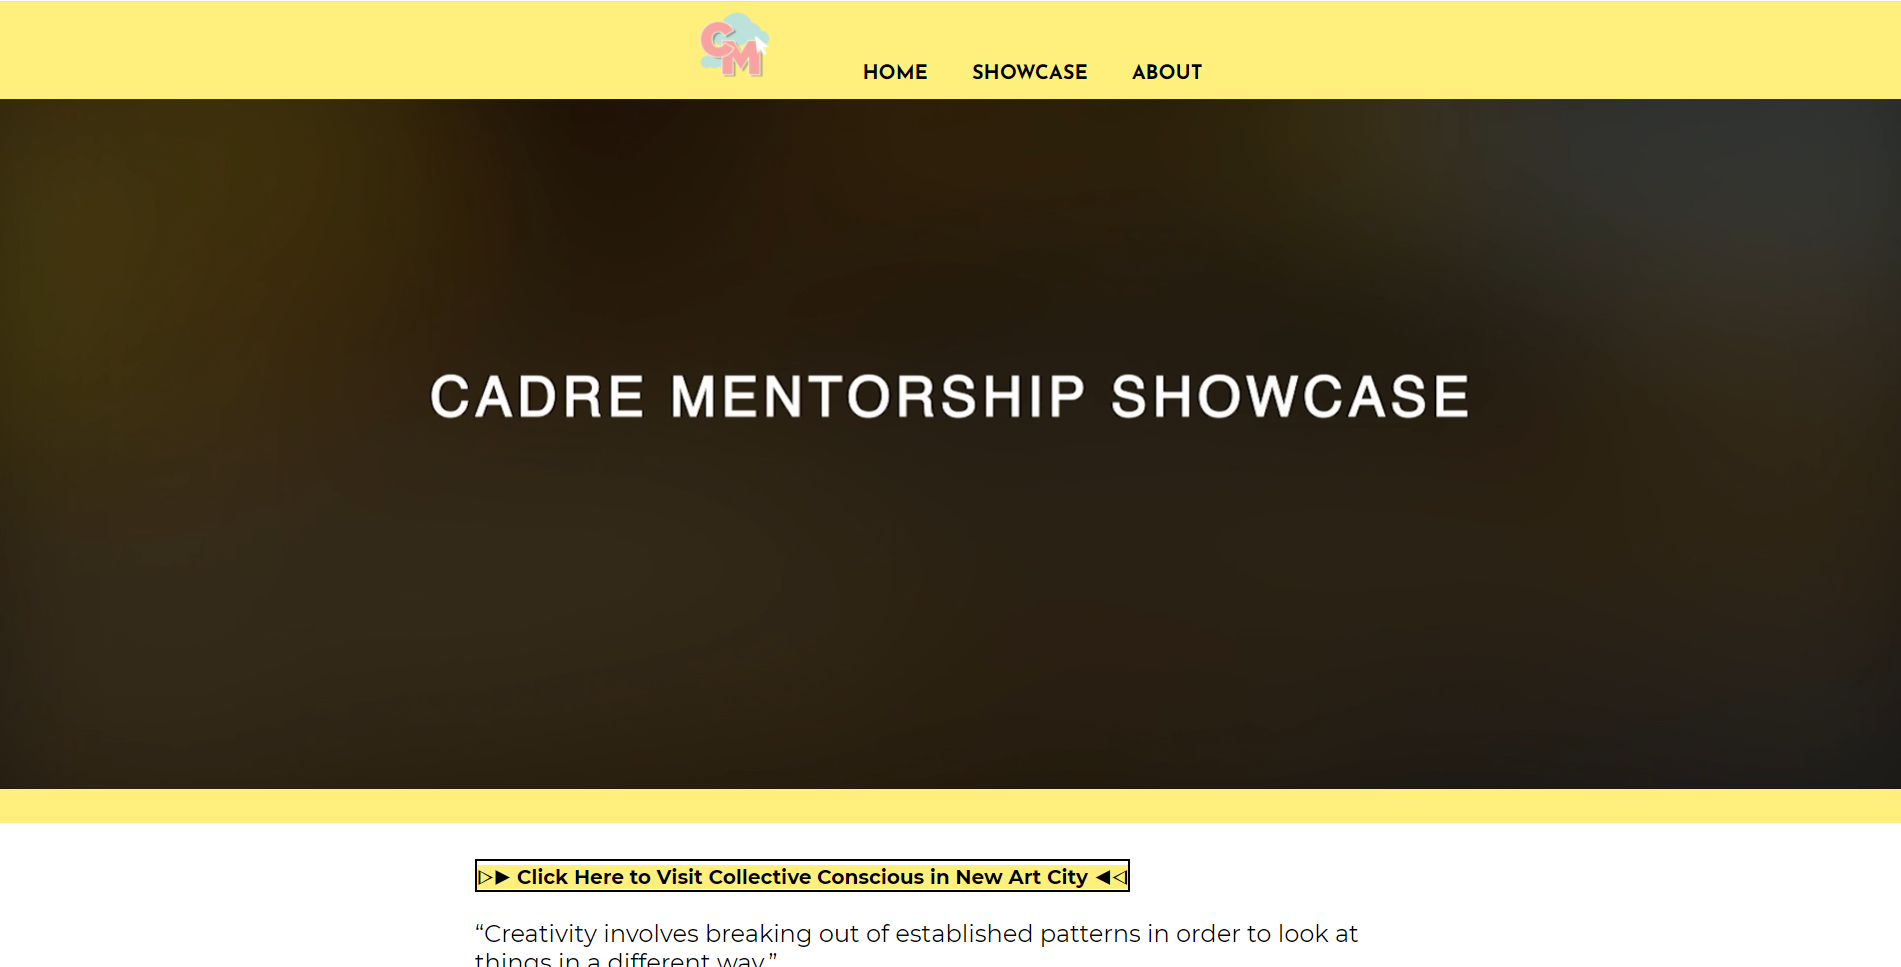 CM
HOME SHOWCASE ABOUT
CADRE MENTORSHIP SHOWCASE
▷▶ Click Here to Visit Collective Conscious in New Art City ◀◁
“Creativity involves breaking out of established patterns in order to look at
things in a different way.”